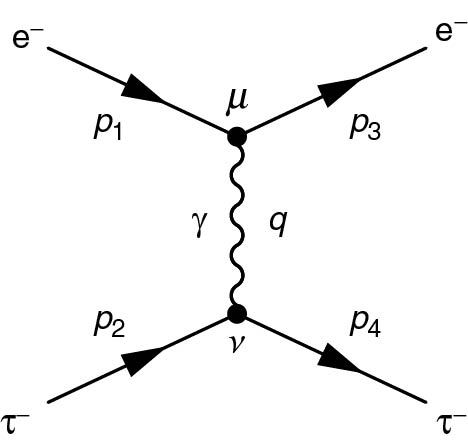 e⁻ e⁻
μ
p₁ p₃
γ q
p₂ p₄
ν
τ⁻ τ⁻